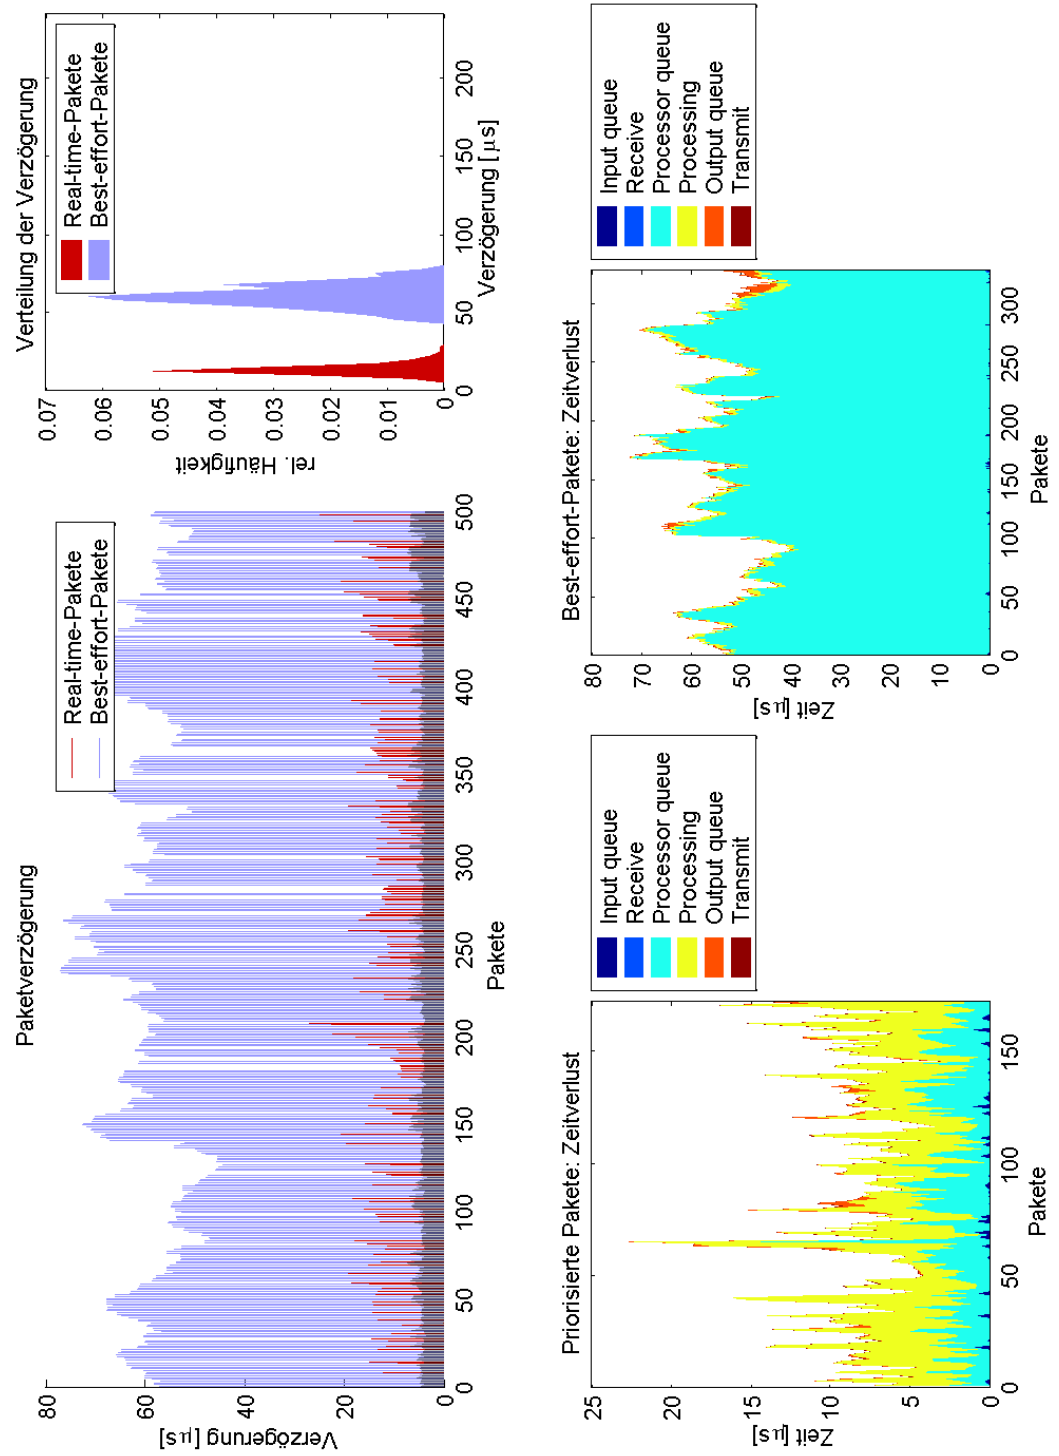 Paketverzögerung
Real-time-Pakete
Best-effort-Pakete
80
60
40
20
0
Verzögerung [µs]
0 50 100 150 200 250 300 350 400 450 500
Pakete
Verteilung der Verzögerung
Real-time-Pakete
Best-effort-Pakete
0.07
0.06
0.05
0.04
0.03
0.02
0.01
rel. Häufigkeit
0 50 100 150 200
Verzögerung [µs]
Priorisierte Pakete: Zeitverlust
25
20
15
10
5
0
Zeit [µs]
0 50 100 150
Pakete
Input queue
Receive
Processor queue
Processing
Output queue
Transmit
Best-effort-Pakete: Zeitverlust
80
70
60
50
40
30
20
10
0
Zeit [µs]
0 50 100 150 200 250 300
Pakete
Input queue
Receive
Processor queue
Processing
Output queue
Transmit